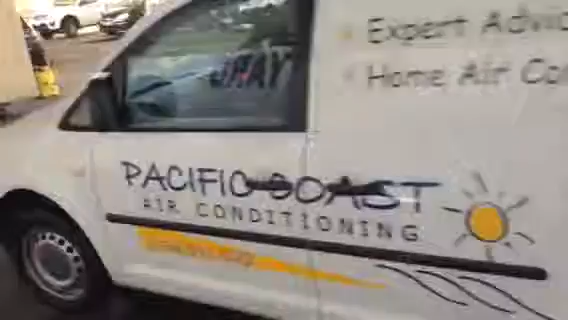 Expert Advic
Home Air Co
PACIFIC COAST
AIR CONDITIONING